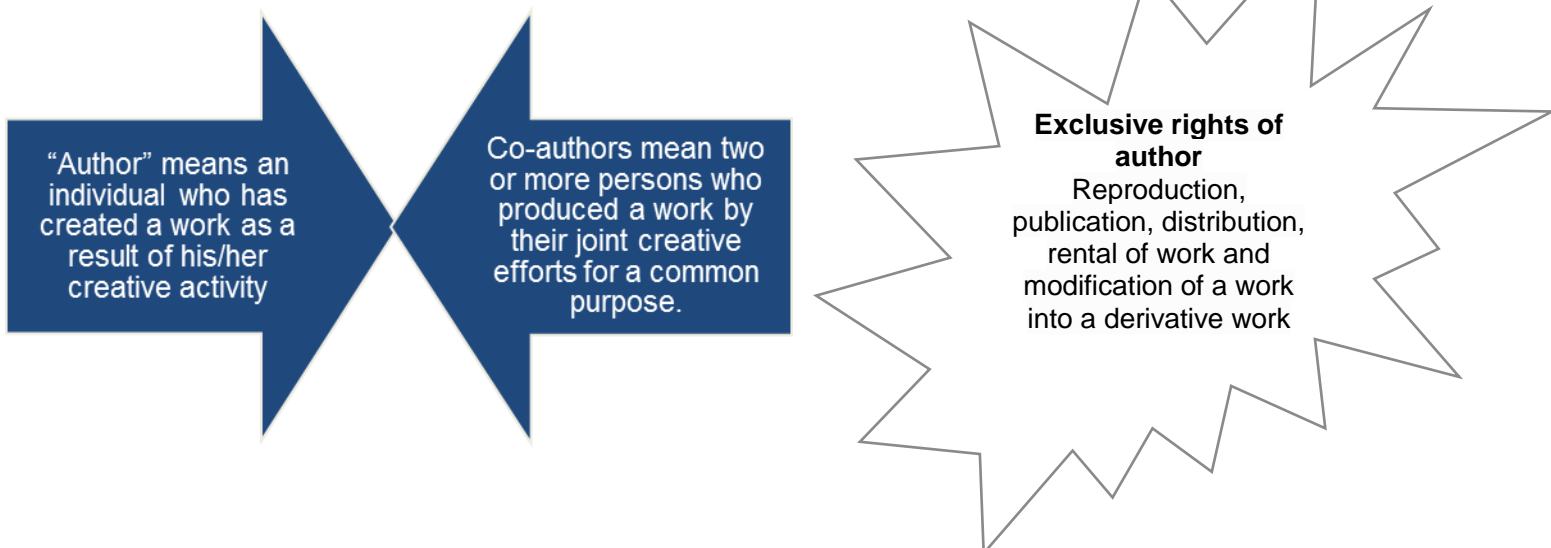 “Author” means an
individual who has
created a work as a
result of his/her
creative activity
Co-authors mean two
or more persons who
produced a work by
their joint creative
efforts for a common
purpose.
Exclusive rights of
author
Reproduction,
publication, distribution,
rental of work and
modification of a work
into a derivative work